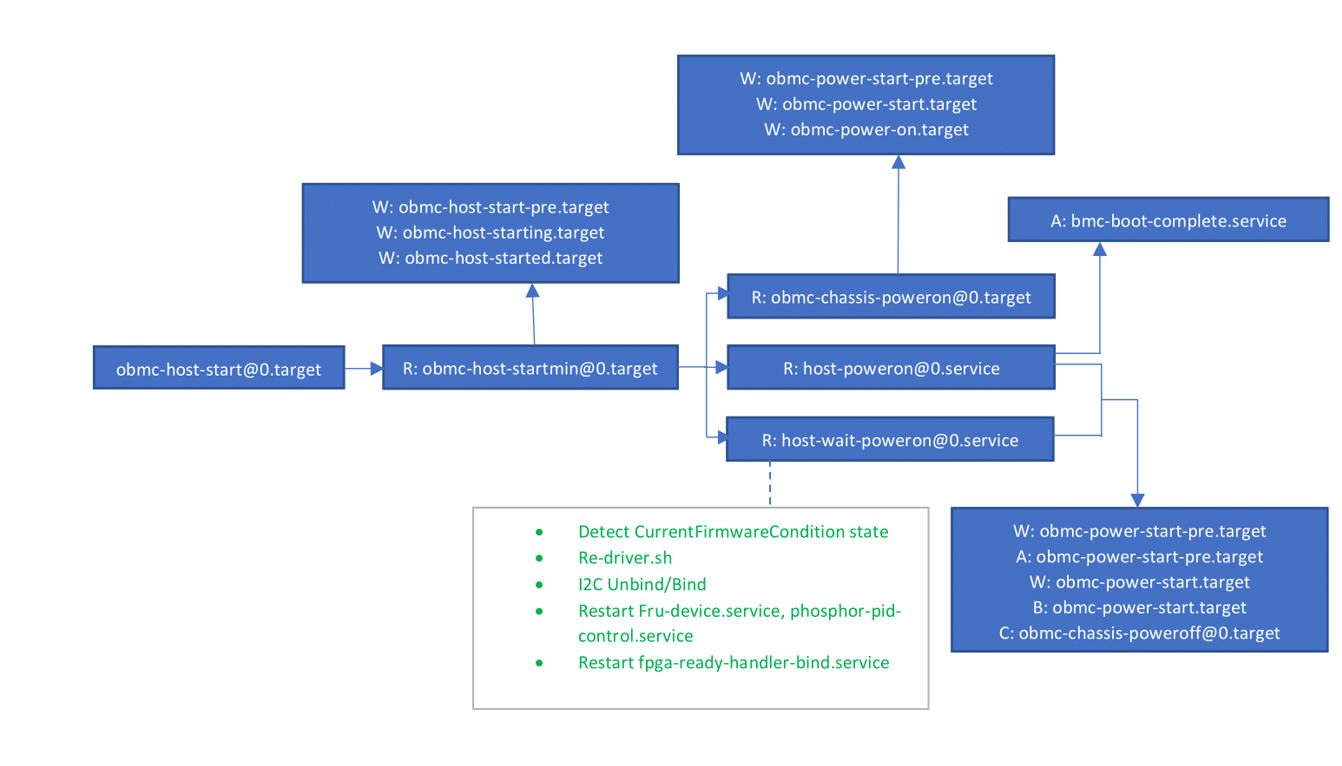 W: obmc-power-start-pre.target
W: obmc-power-start.target
W: obmc-power-on.target
W: obmc-host-start-pre.target
W: obmc-host-starting.target
W: obmc-host-started.target
A: bmc-boot-complete.service
R: obmc-chassis-poweron@0.target
obmc-host-start@0.target
R: obmc-host-startmin@0.target
R: host-poweron@0.service
R: host-wait-poweron@0.service
• Detect CurrentFirmwareCondition state
• Re-driver.sh
• I2C Unbind/Bind
• Restart Fru-device.service, phosphor-pid-
control.service
• Restart fpga-ready-handler-bind.service
W: obmc-power-start-pre.target
A: obmc-power-start-pre.target
W: obmc-power-start.target
B: obmc-power-start.target
C: obmc-chassis-poweroff@0.target